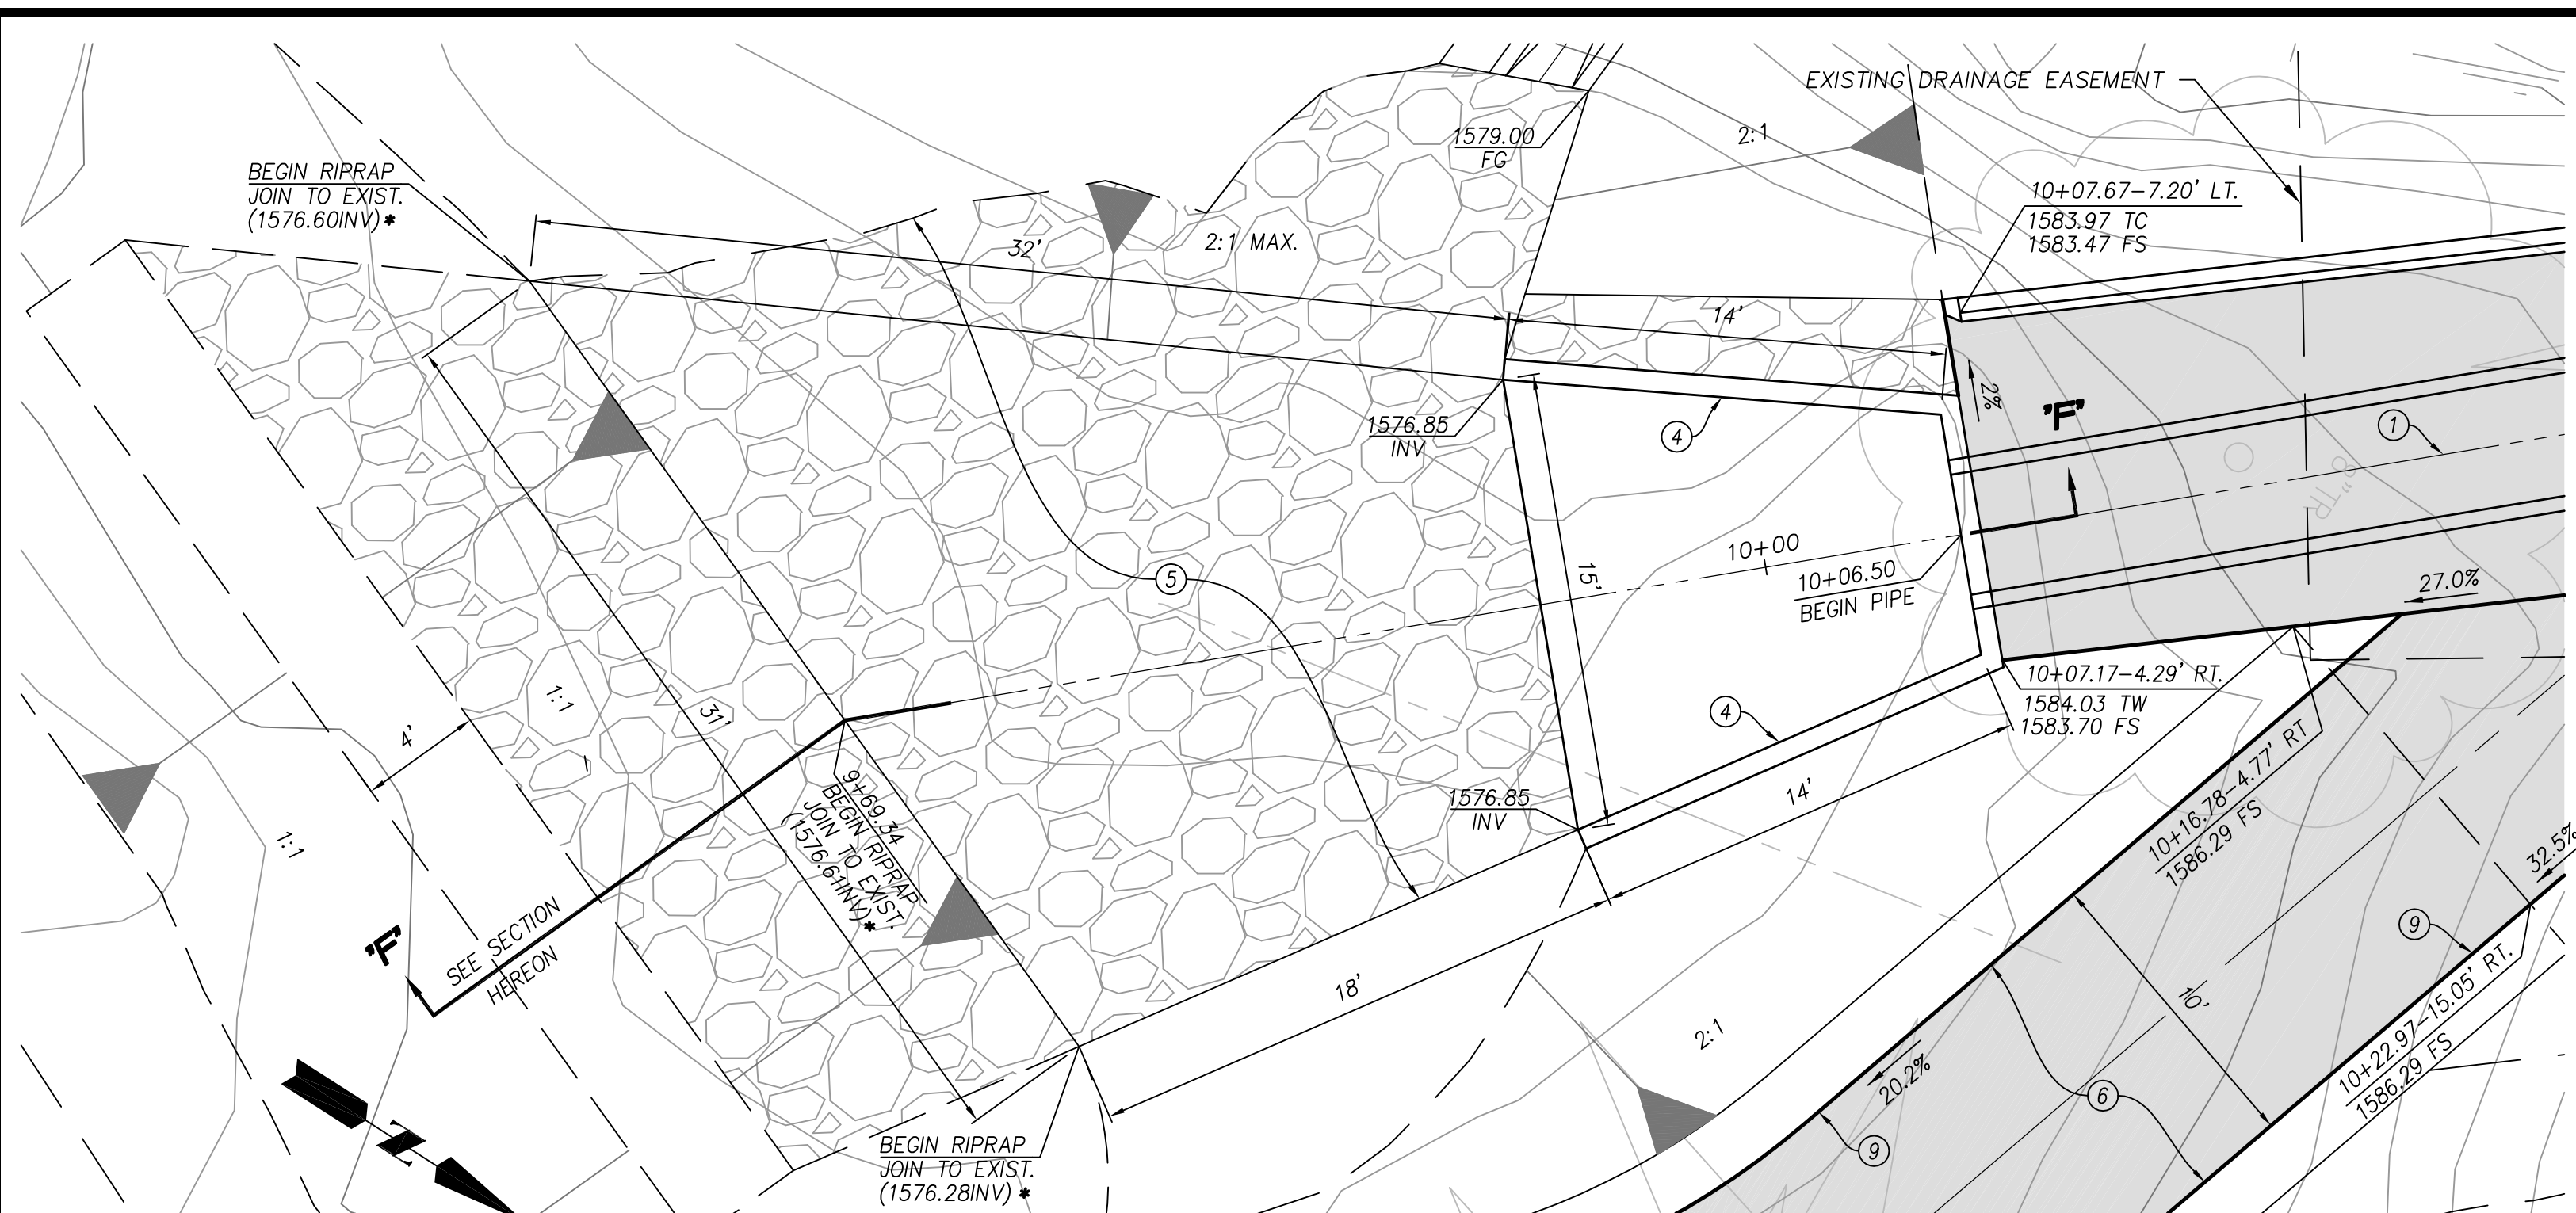 EXISTING DRAINAGE EASEMENT
1579.00
FG
2:1
BEGIN RIPRAP
JOIN TO EXIST.
(1576.60INV)*
10+07.67-7.20' LT.
1583.97 TC
1583.47 FS
32'
2:1 MAX.
14'
2%
"F"
1
1576.85
INV
4
8" TR
10+00
10+06.50
BEGIN PIPE
15'
5
27.0%
10+07.17-4.29' RT.
1584.03 TW
1583.70 FS
1:1
31'
4'
4
14'
1576.85
INV
9+69.34
BEGIN RIPRAP
JOIN TO EXIST.
(1576.61INV)*
10+16.78-4.77' RT
1586.29 FS
32.5%
1:1
"F"
SEE SECTION
HEREON
18'
9
10'
2:1
10+22.97-15.05' RT.
1586.29 FS
20.2%
6
9
N
BEGIN RIPRAP
JOIN TO EXIST.
(1576.28INV)*